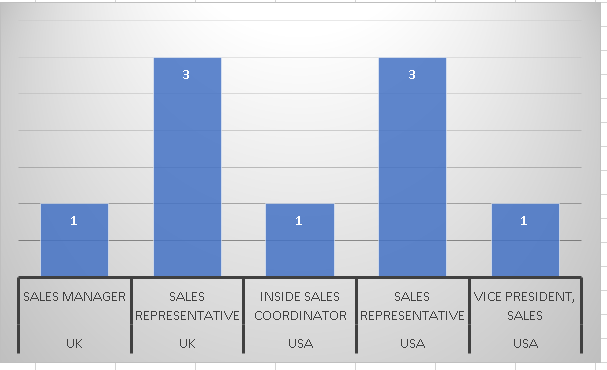 3
3
1
1
1
SALES MANAGER
SALES
REPRESENTATIVE
INSIDE SALES
COORDINATOR
SALES
REPRESENTATIVE
VICE PRESIDENT,
SALES
UK
UK
USA
USA
USA